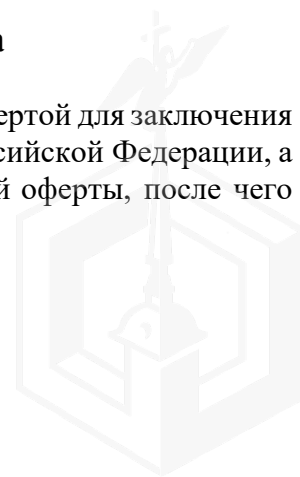 а
ертой для заключения
сийской Федерации, а
й оферты, после чего